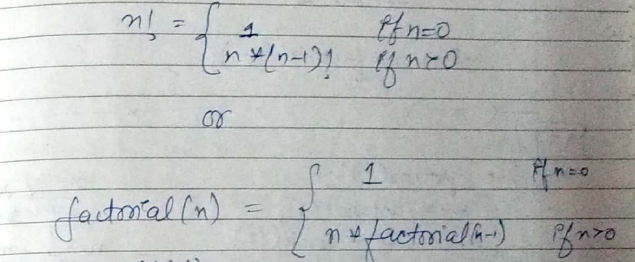 n! = { 1 if n=0
n*(n-1)! if n>0
or
factorial(n) = { 1 if n=0
n*factorial(n-1) if n>0